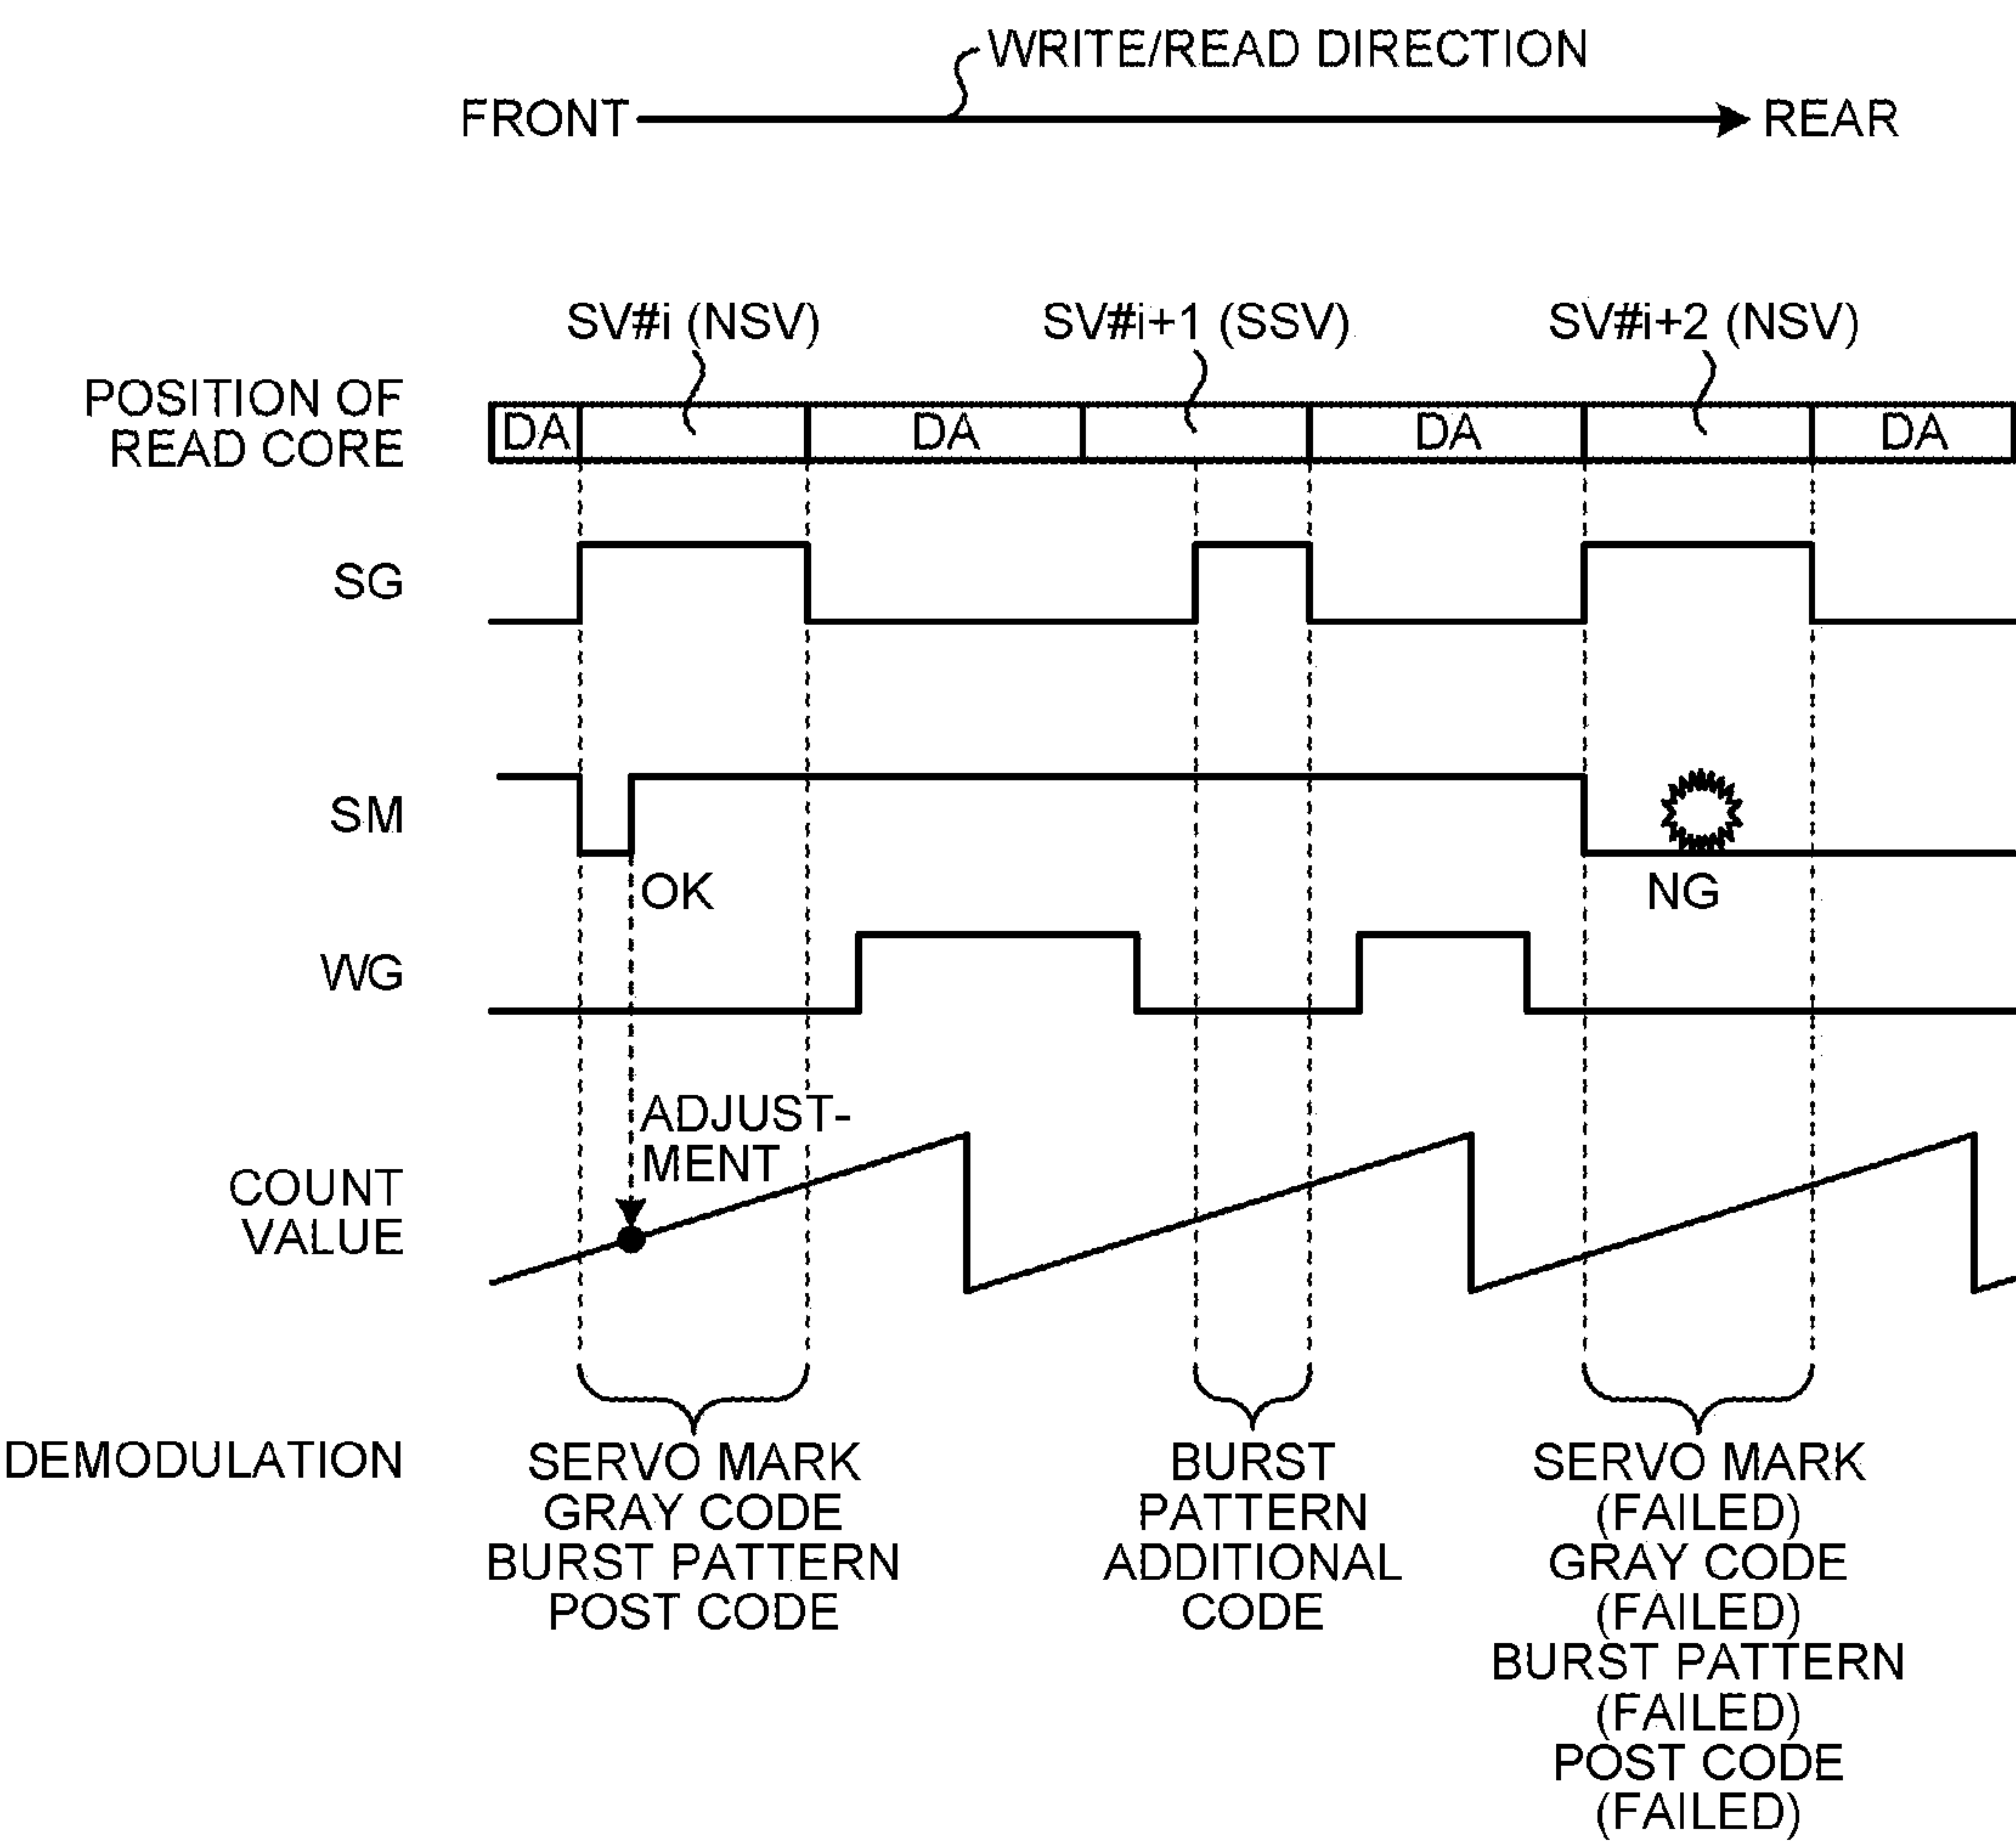 WRITE/READ DIRECTION
FRONT
REAR
SV#i (NSV)
SV#i+1 (SSV)
SV#i+2 (NSV)
POSITION OF
READ CORE
DA
DA
DA
DA
SG
SM
OK
NG
WG
ADJUST-
MENT
COUNT
VALUE
DEMODULATION
SERVO MARK
GRAY CODE
BURST PATTERN
POST CODE
BURST
PATTERN
ADDITIONAL
CODE
SERVO MARK
(FAILED)
GRAY CODE
(FAILED)
BURST PATTERN
(FAILED)
POST CODE
(FAILED)